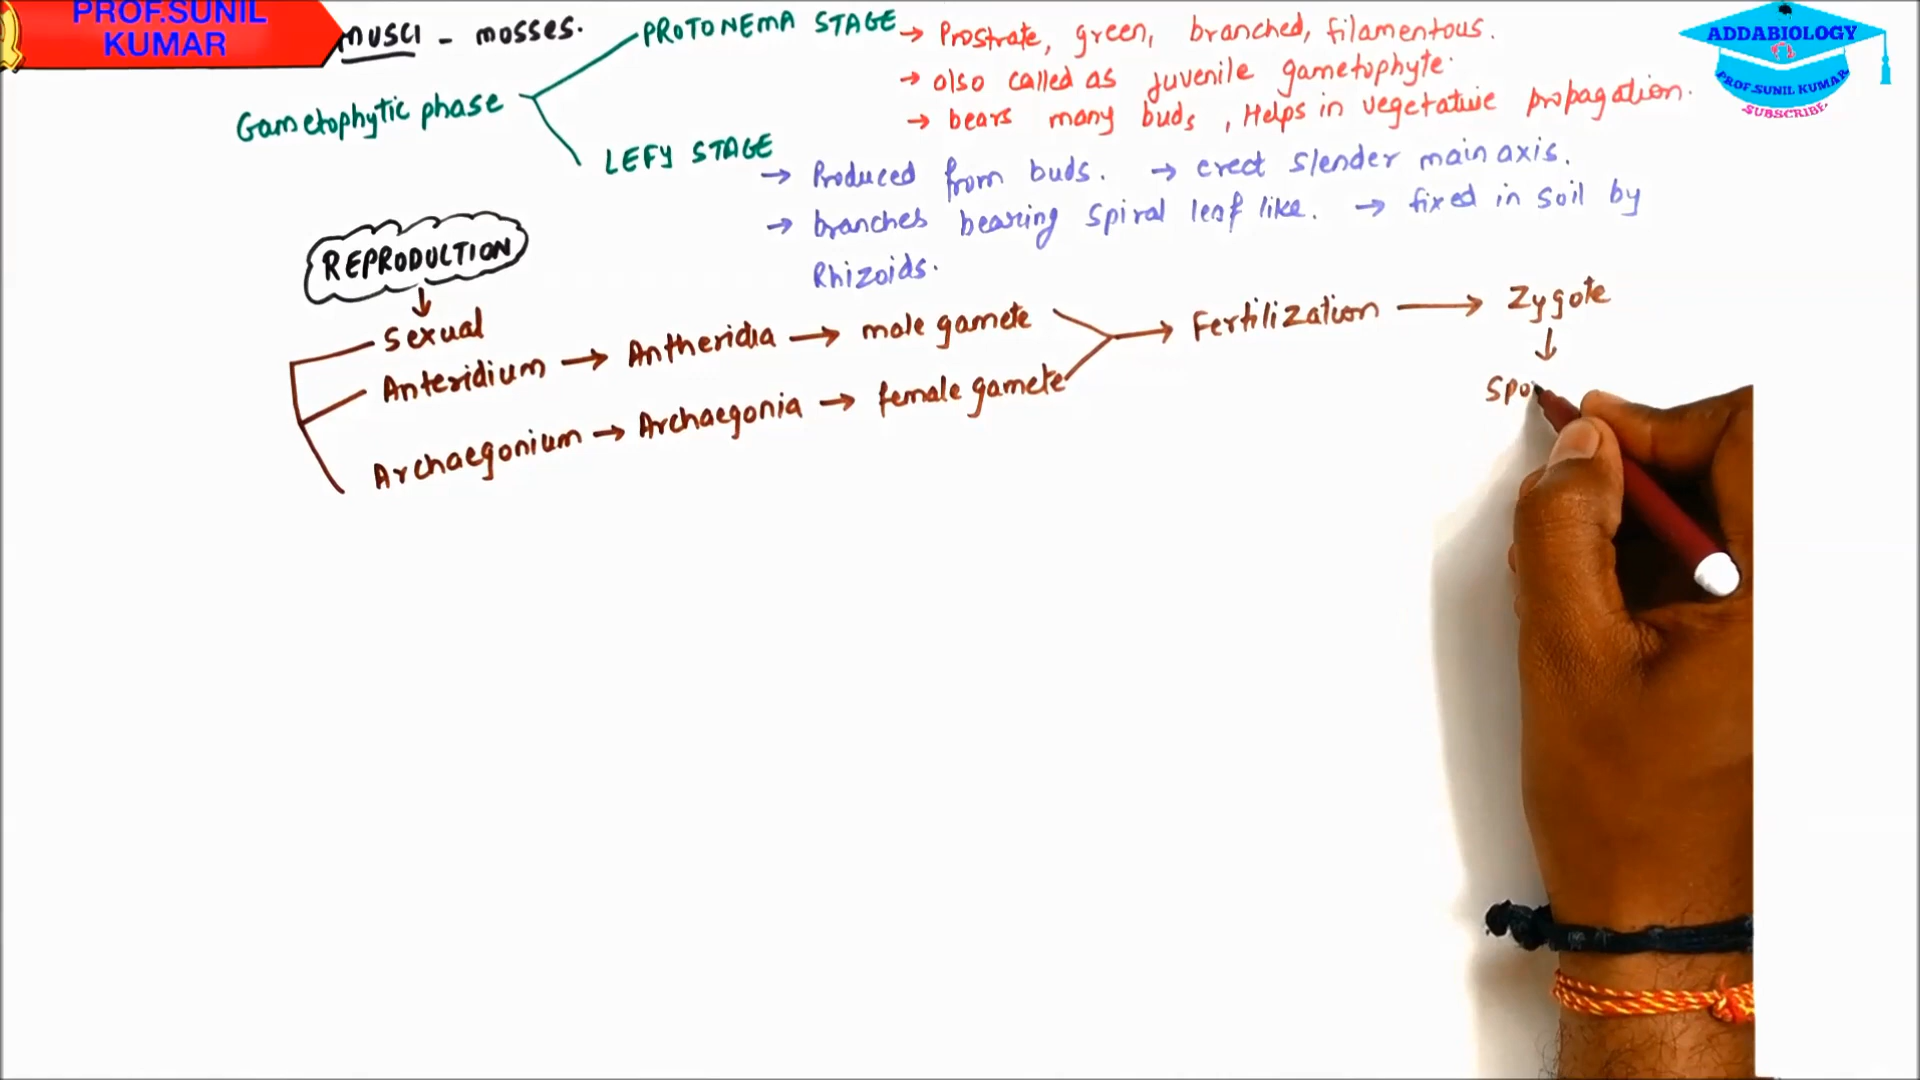 PROF.SUNIL
KUMAR
MUSCI - mosses.
Gametophytic phase
PROTONEMA STAGE → Prostrate, green, branched, filamentous.
→ also called as juvenile gametophyte.
→ bears many buds, Helps in vegetative propagation.
LEFY STAGE
→ Produced from buds. → erect slender main axis.
→ branches bearing spiral leaf like. → fixed in soil by
Rhizoids.
REPRODUCTION
↓
Sexual
Anteridium → Antheridia → male gamete
Archaegonium → Archaegonia → female gamete
→ Fertilization → Zygote
↓
Spo
ADDABIOLOGY
PROF.SUNIL KUMAR
SUBSCRIBE